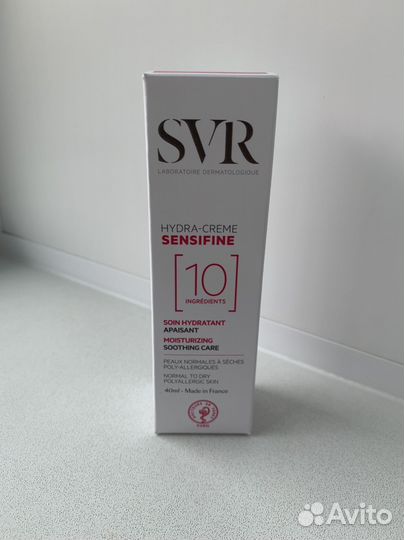 SVR
LABORATOIRE DERMATOLOGIQUE
HYDRA-CREME
SENSIFINE
[10]
INGRÉDIENTS
SOIN HYDRATANT
APAISANT
MOISTURIZING
SOOTHING CARE
PEAUX NORMALES À SÈCHES
POLY-ALLERGIQUES
NORMAL TO DRY
POLYALLERGIC SKIN
40ml - Made in France
Avito